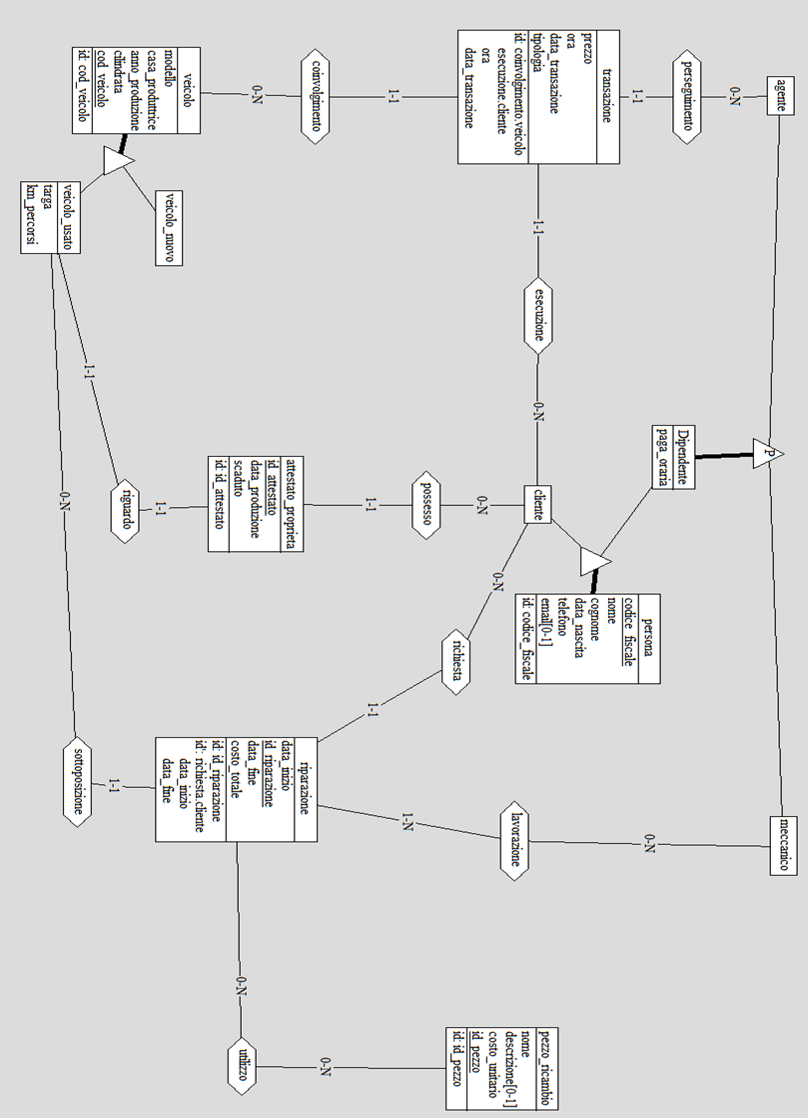 agente
P
meccanico
0-N
perseguimento
1-1
Dipendente
paga_oraria
0-N
persona
codice_fiscale
nome
cognome
data_nascita
telefono
email[0-1]
id: codice_fiscale
transazione
prezzo
ora
data_transazione
tipologia
id: coinvolgimento.veicolo
esecuzione.cliente
ora
data_transazione
1-1
esecuzione
0-N
cliente
lavorazione
1-N
pezzo_ricambio
nome
descrizione[0-1]
costo_unitario
id_pezzo
id: id_pezzo
0-N
richiesta
1-1
1-1
coinvolgimento
0-N
0-N
possesso
1-1
attestato_proprieta
id_attestato
data_produzione
scaduto
id: id_attestato
riparazione
data_inizio
id_riparazione
data_fine
costo_totale
id: id_riparazione
id': richiesta.cliente
data_inizio
data_fine
0-N
utilizzo
0-N
veicolo
modello
casa_produttrice
anno_produzione
cilindrata
cod_veicolo
id: cod_veicolo
veicolo_nuovo
1-1
riguardo
1-1
1-1
sottoposizione
0-N
veicolo_usato
targa
km_percorsi